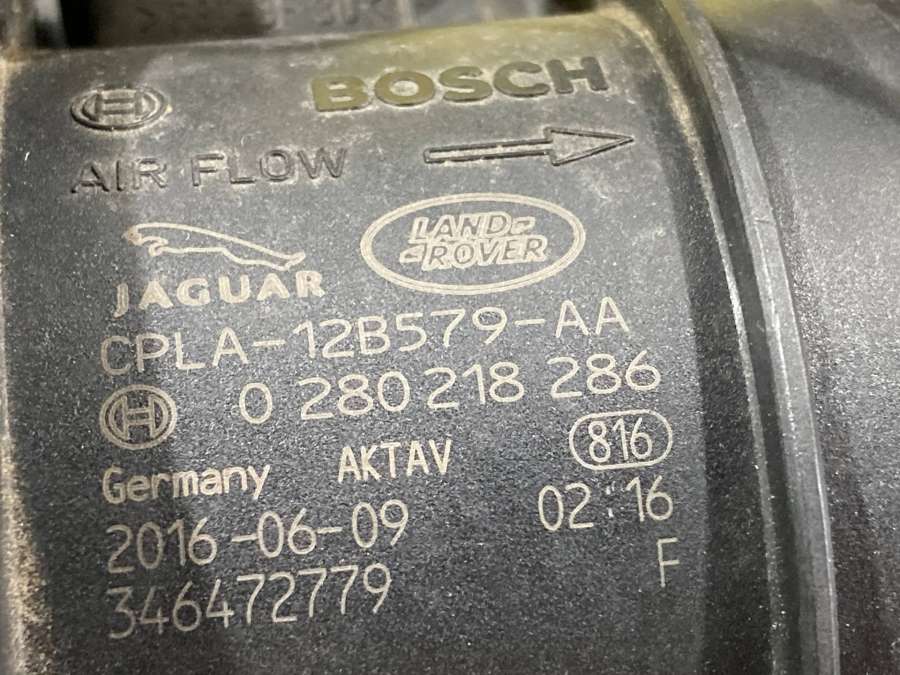 BOSCH
AIR FLOW
JAGUAR
LAND-
-ROVER
CPLA-12B579-AA
0 280 218 286
816
Germany AKTAV
2016-06-09 02:16
346472779 F